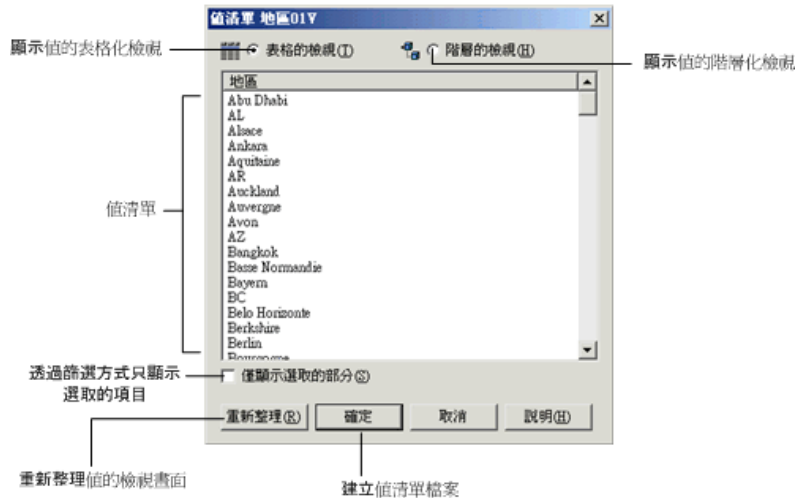 值清單 地區01Y
顯示值的表格化檢視
表格的檢視(T)
階層的檢視(H)
顯示值的階層化檢視
地區
Abu Dhabi
AL
Alsace
Ankara
Aquitaine
AR
Auckland
Auvergne
值清單
Avon
AZ
Bangkok
Basse Normandie
Bayern
BC
Belo Horizonte
Berkshire
Berlin
Bourgogne
透過篩選方式只顯示
選取的項目
僅顯示選取的部分(S)
重新整理(R)
確定
取消
說明(H)
重新整理值的檢視畫面
建立值清單檔案